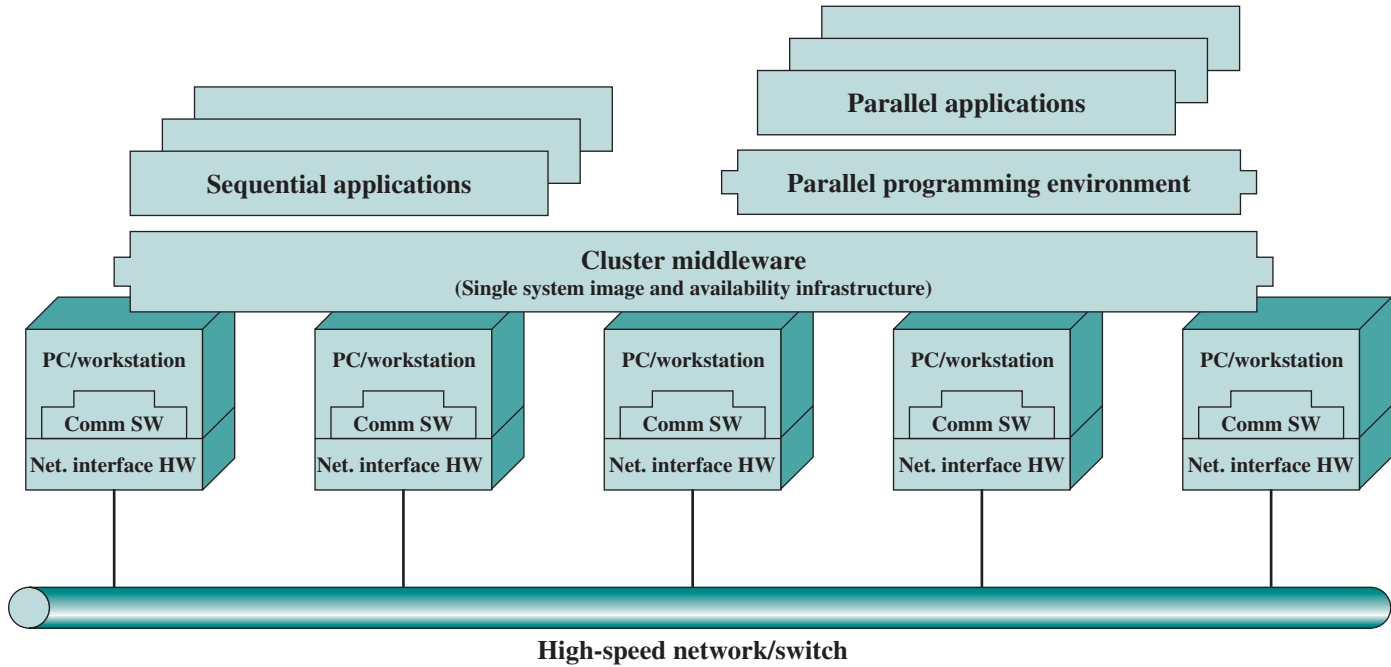 Parallel applications
Sequential applications
Parallel programming environment
Cluster middleware
(Single system image and availability infrastructure)
PC/workstation
PC/workstation
PC/workstation
PC/workstation
PC/workstation
Comm SW
Comm SW
Comm SW
Comm SW
Comm SW
Net. interface HW
Net. interface HW
Net. interface HW
Net. interface HW
Net. interface HW
High-speed network/switch